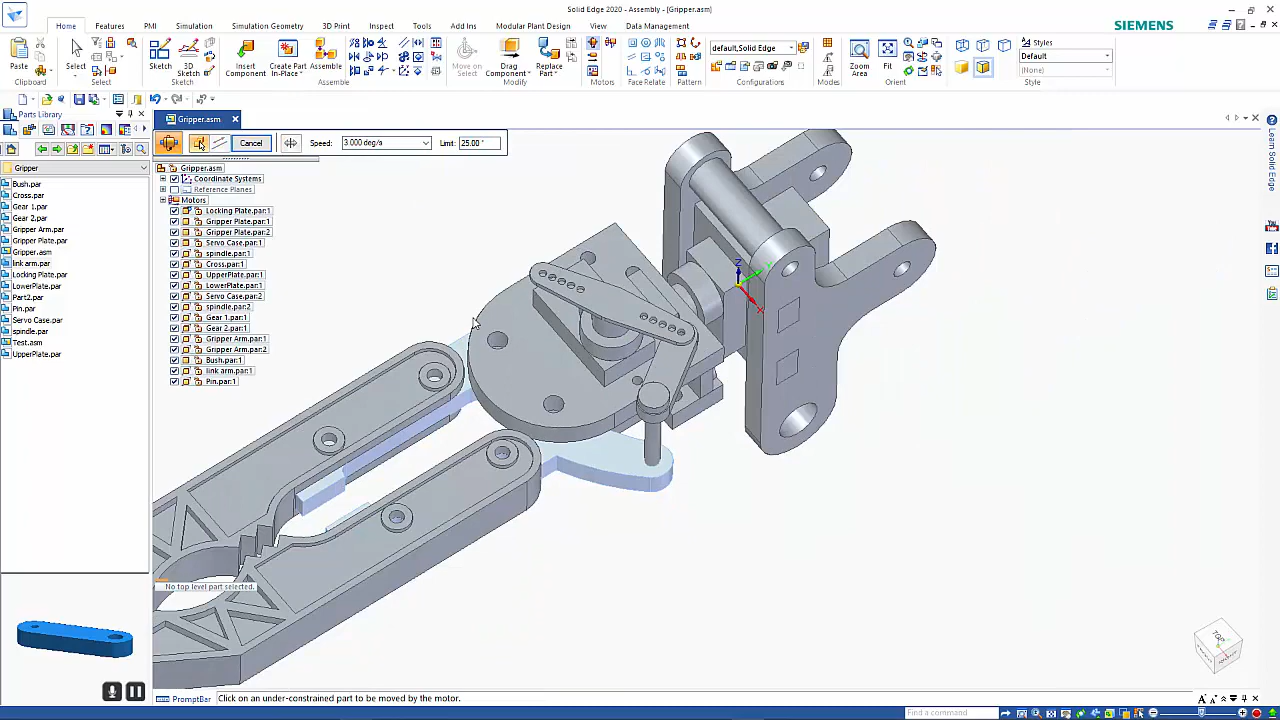 Solid Edge 2020 - Assembly - [Gripper.asm]
Home Features PMI Simulation Simulation Geometry 3D Print Inspect Tools Add Ins Modular Plant Design View Data Management
SIEMENS
Paste
Select
Sketch
3D Sketch
Insert Component
Create Part In-Place
Assemble
Move on Select
Drag Component
Replace Part
default,Solid Edge
Zoom Area
Fit
Styles
Default
(None)
Select
Sketch
Assemble
Modify
Motors
Face Relate
Pattern
Configurations
Modes
Orient
Style
Parts Library
Gripper.asm
Cancel
Speed: 3.000 deg/s
Limit: 25.00 °
Gripper
Bush.par
Cross.par
Gear 1.par
Gear 2.par
Gripper Arm.par
Gripper Plate.par
Gripper.asm
link arm.par
Locking Plate.par
LowerPlate.par
Part2.par
Pin.par
Servo Case.par
spindle.par
Test.asm
UpperPlate.par
Gripper.asm
Coordinate Systems
Reference Planes
Motors
Locking Plate.par:1
Gripper Plate.par:1
Gripper Plate.par:2
Servo Case.par:1
spindle.par:1
Cross.par:1
UpperPlate.par:1
LowerPlate.par:1
Servo Case.par:2
spindle.par:2
Gear 1.par:1
Gear 2.par:1
Gripper Arm.par:1
Gripper Arm.par:2
Bush.par:1
link arm.par:1
Pin.par:1
Z
X
No top level part selected.
TOP
Learn Solid Edge
PromptBar
Click on an under-constrained part to be moved by the motor.
Find a command